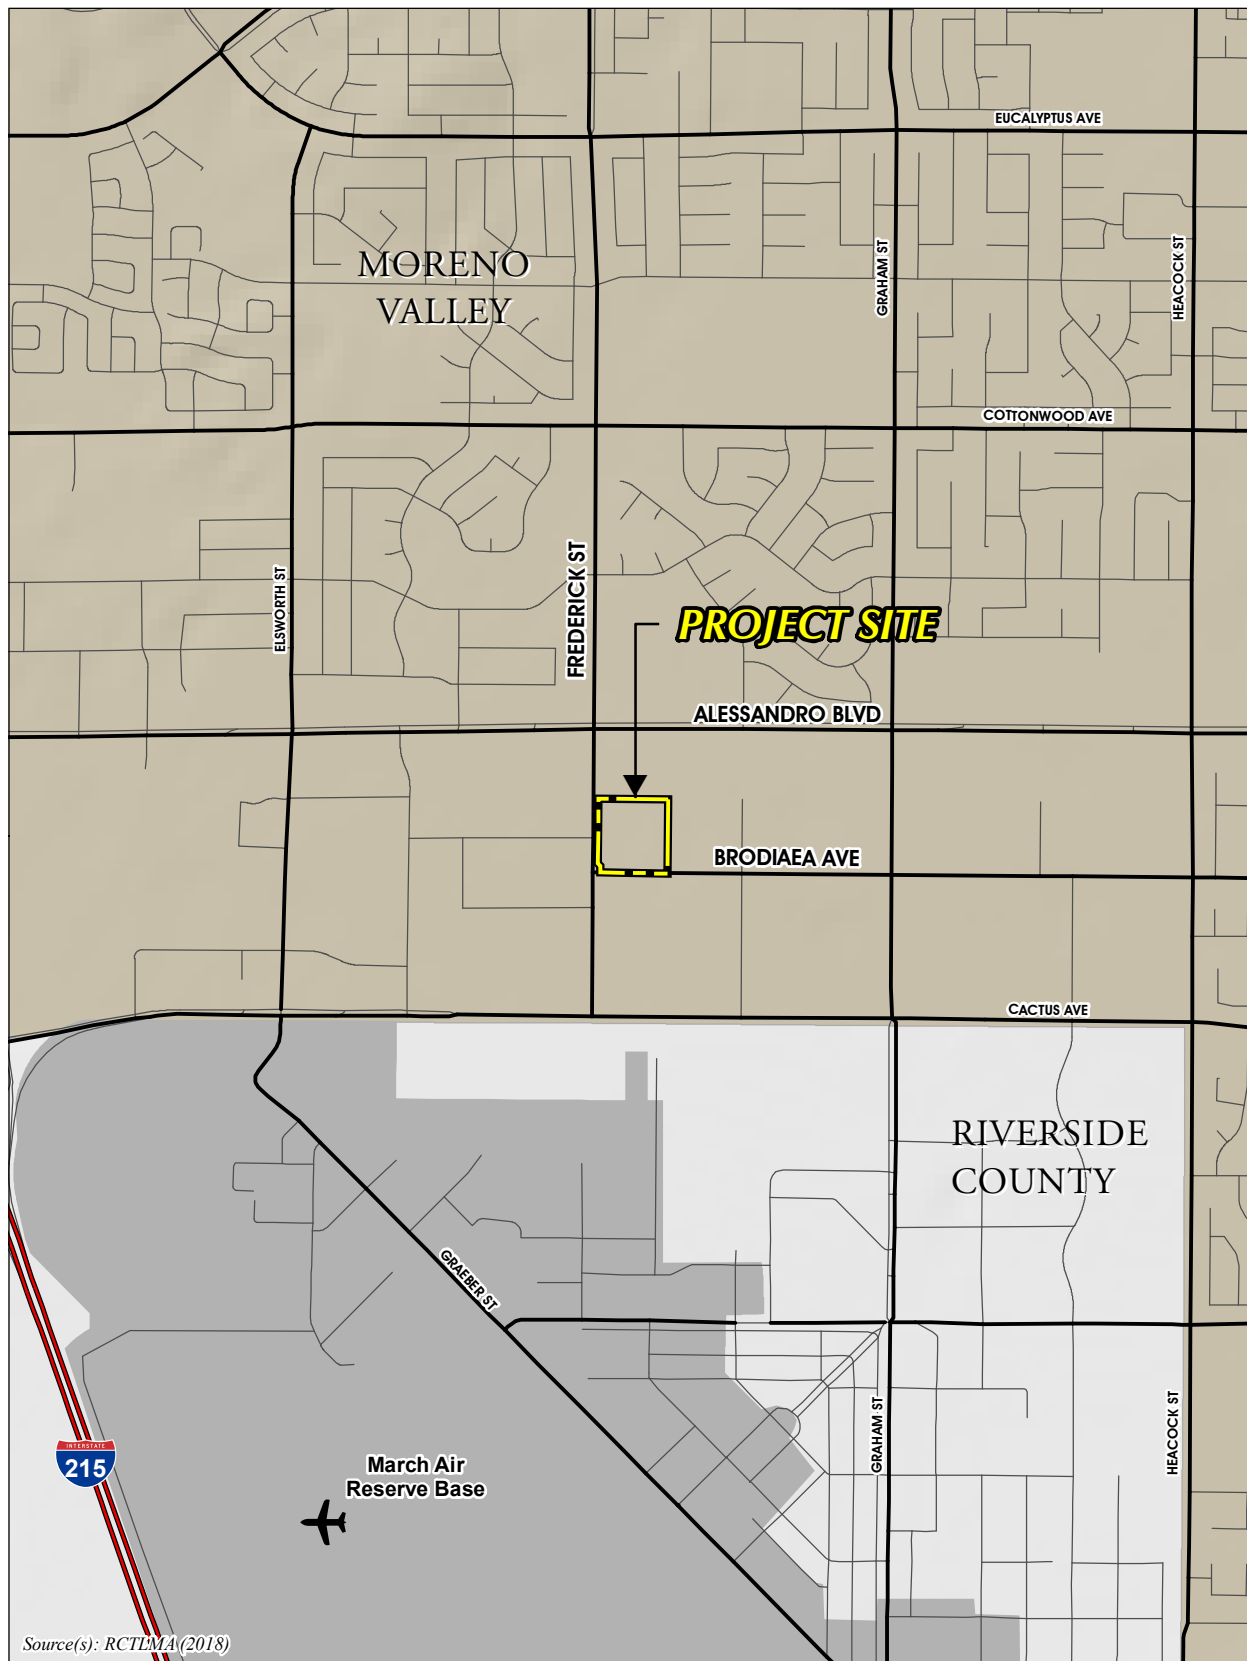 EUCALYPTUS AVE
GRAHAM ST
HEACOCK ST
MORENO
VALLEY
COTTONWOOD AVE
ELSWORTH ST
FREDERICK ST
PROJECT SITE
ALESSANDRO BLVD
BRODIAEA AVE
CACTUS AVE
RIVERSIDE
COUNTY
GRAEBER ST
GRAHAM ST
HEACOCK ST
INTERSTATE
215
March Air
Reserve Base
Source(s): RCTLMA (2018)